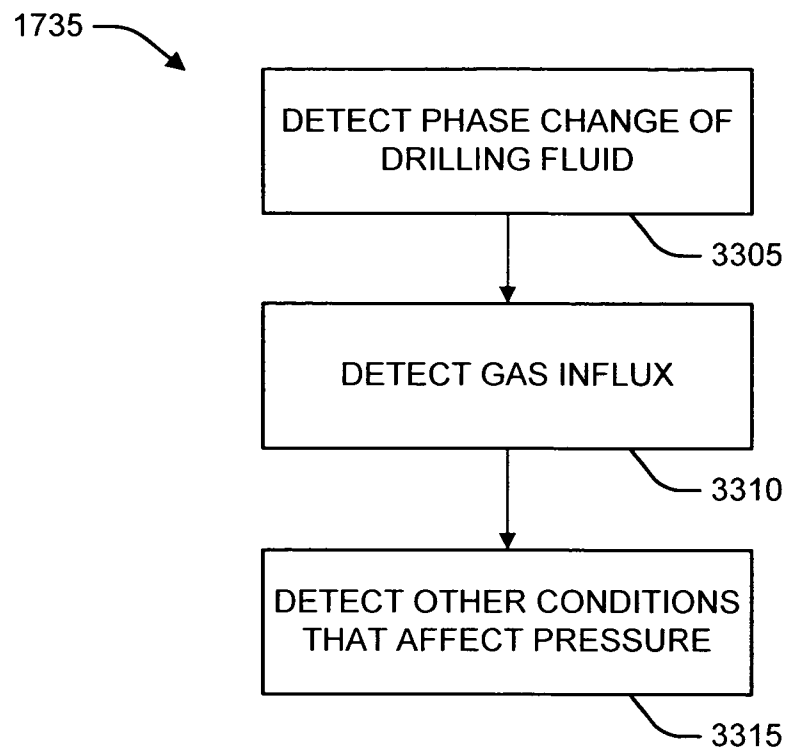 1735
DETECT PHASE CHANGE OF
DRILLING FLUID
3305
DETECT GAS INFLUX
3310
DETECT OTHER CONDITIONS
THAT AFFECT PRESSURE
3315